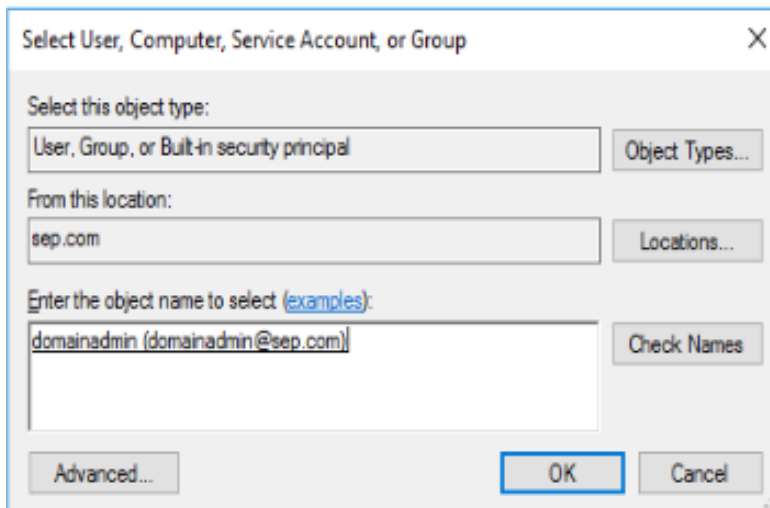 Select User, Computer, Service Account, or Group
Select this object type:
User, Group, or Built-in security principal
Object Types...
From this location:
sep.com
Locations...
Enter the object name to select (examples):
domainadmin (domainadmin@sep.com)
Check Names
Advanced...
OK
Cancel